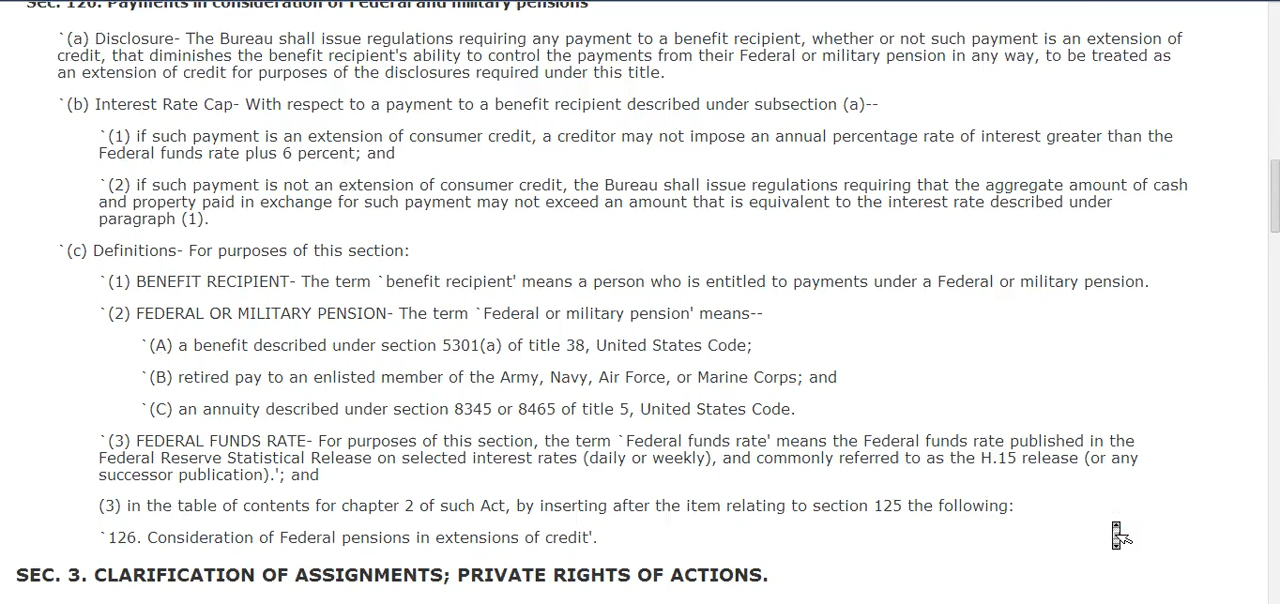 Sec. 126. Payments in consideration of Federal and military pensions
`(a) Disclosure- The Bureau shall issue regulations requiring any payment to a benefit recipient, whether or not such payment is an extension of
credit, that diminishes the benefit recipient's ability to control the payments from their Federal or military pension in any way, to be treated as
an extension of credit for purposes of the disclosures required under this title.
`(b) Interest Rate Cap- With respect to a payment to a benefit recipient described under subsection (a)--
`(1) if such payment is an extension of consumer credit, a creditor may not impose an annual percentage rate of interest greater than the
Federal funds rate plus 6 percent; and
`(2) if such payment is not an extension of consumer credit, the Bureau shall issue regulations requiring that the aggregate amount of cash
and property paid in exchange for such payment may not exceed an amount that is equivalent to the interest rate described under
paragraph (1).
`(c) Definitions- For purposes of this section:
`(1) BENEFIT RECIPIENT- The term `benefit recipient' means a person who is entitled to payments under a Federal or military pension.
`(2) FEDERAL OR MILITARY PENSION- The term `Federal or military pension' means--
`(A) a benefit described under section 5301(a) of title 38, United States Code;
`(B) retired pay to an enlisted member of the Army, Navy, Air Force, or Marine Corps; and
`(C) an annuity described under section 8345 or 8465 of title 5, United States Code.
`(3) FEDERAL FUNDS RATE- For purposes of this section, the term `Federal funds rate' means the Federal funds rate published in the
Federal Reserve Statistical Release on selected interest rates (daily or weekly), and commonly referred to as the H.15 release (or any
successor publication).'; and
(3) in the table of contents for chapter 2 of such Act, by inserting after the item relating to section 125 the following:
`126. Consideration of Federal pensions in extensions of credit'.
SEC. 3. CLARIFICATION OF ASSIGNMENTS; PRIVATE RIGHTS OF ACTIONS.